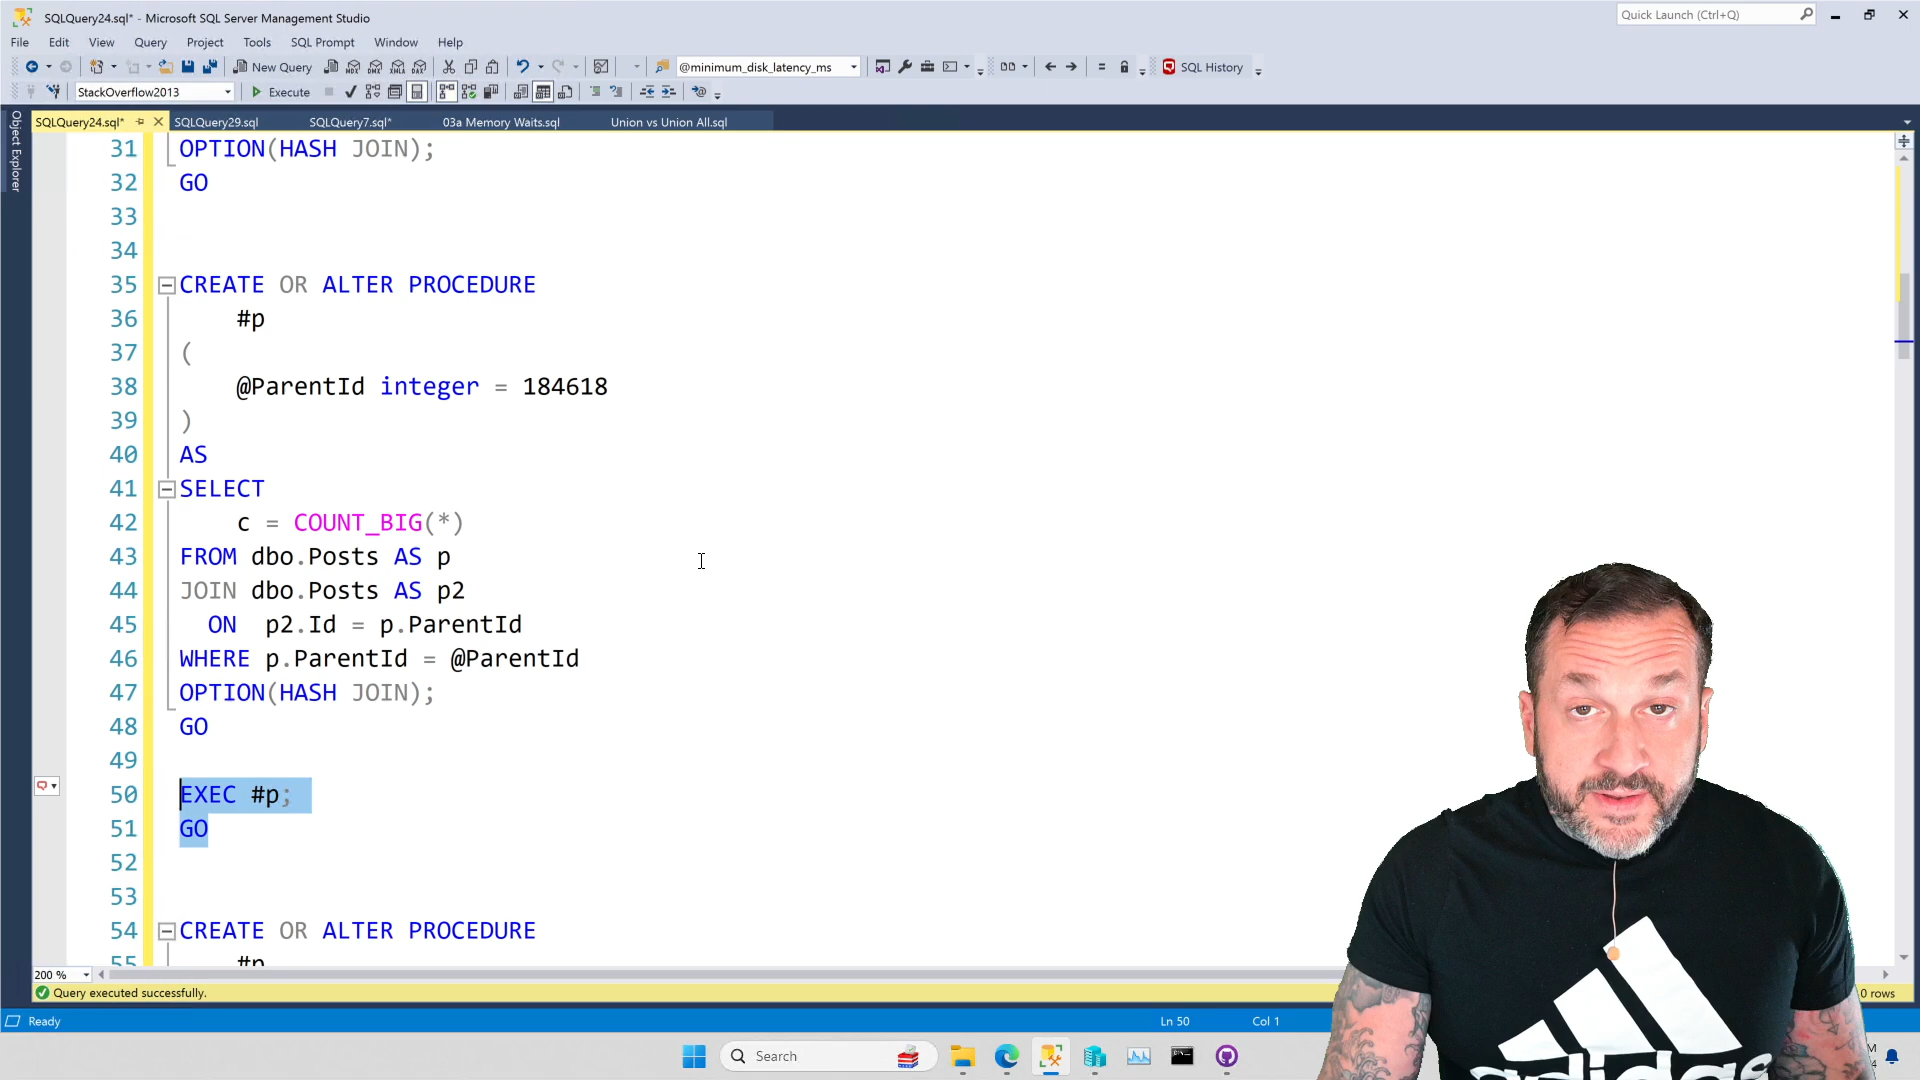 SQLQuery24.sql* - Microsoft SQL Server Management Studio
Quick Launch (Ctrl+Q)
File Edit View Query Project Tools SQL Prompt Window Help
New Query
@minimum_disk_latency_ms
SQL History
StackOverflow2013
Execute
SQLQuery24.sql*
SQLQuery29.sql
SQLQuery7.sql*
03a Memory Waits.sql
Union vs Union All.sql
Object Explorer
31 OPTION(HASH JOIN);
32 GO
33
34
35 CREATE OR ALTER PROCEDURE
36 #p
37 (
38 @ParentId integer = 184618
39 )
40 AS
41 SELECT
42 c = COUNT_BIG(*)
43 FROM dbo.Posts AS p
44 JOIN dbo.Posts AS p2
45 ON p2.Id = p.ParentId
46 WHERE p.ParentId = @ParentId
47 OPTION(HASH JOIN);
48 GO
49
50 EXEC #p;
51 GO
52
53
54 CREATE OR ALTER PROCEDURE
55 #p
200 %
Query executed successfully.
0 rows
Ready
Ln 50
Col 1
Search
adidas